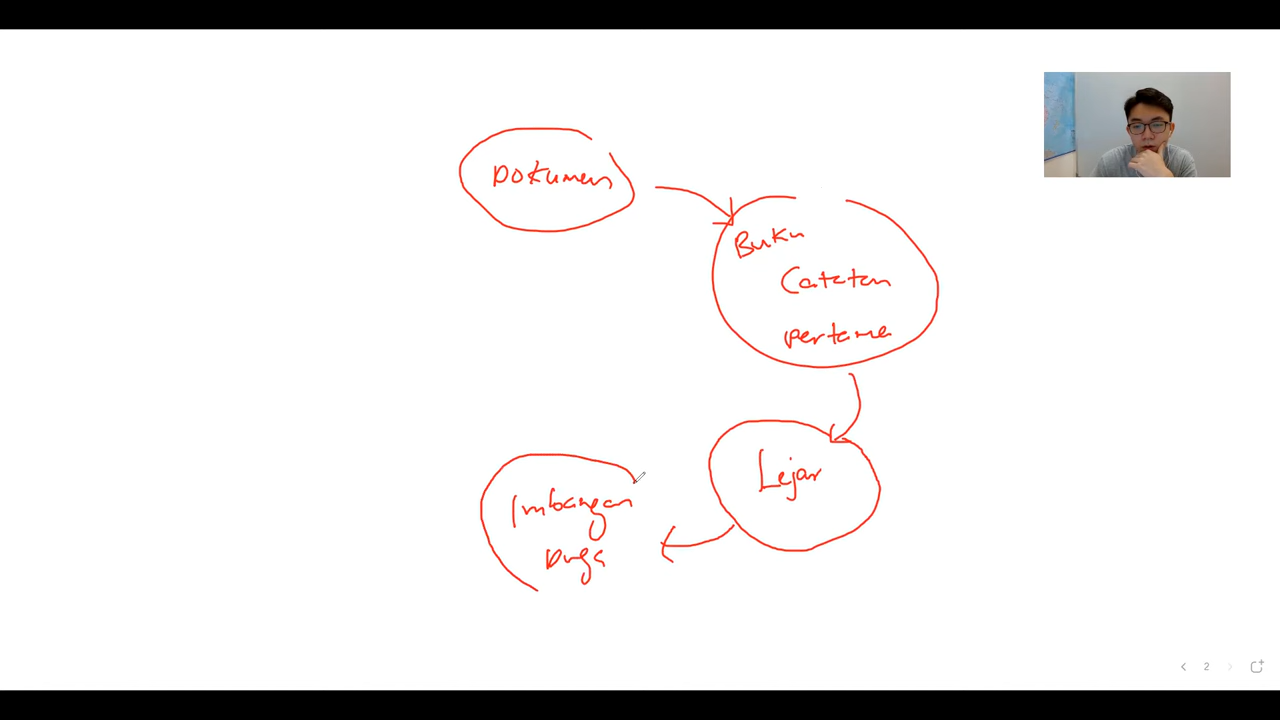 Dokumen
Buku
Catatan
pertama
Lejar
Imbangan
Duga
2